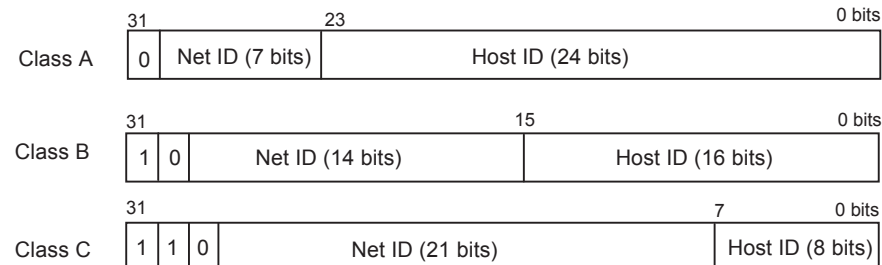 31 23 0 bits
Class A 0 Net ID (7 bits) Host ID (24 bits)
31 15 0 bits
Class B 1 0 Net ID (14 bits) Host ID (16 bits)
31 7 0 bits
Class C 1 1 0 Net ID (21 bits) Host ID (8 bits)